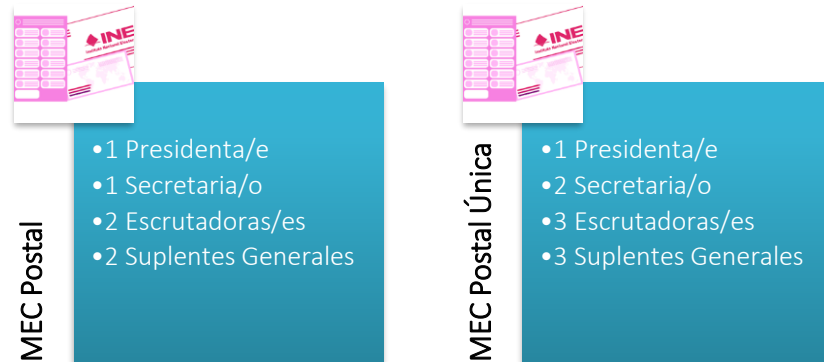 INE
MEC Postal
•1 Presidenta/e
•1 Secretaria/o
•2 Escrutadoras/es
•2 Suplentes Generales
INE
MEC Postal Única
•1 Presidenta/e
•2 Secretaria/o
•3 Escrutadoras/es
•3 Suplentes Generales